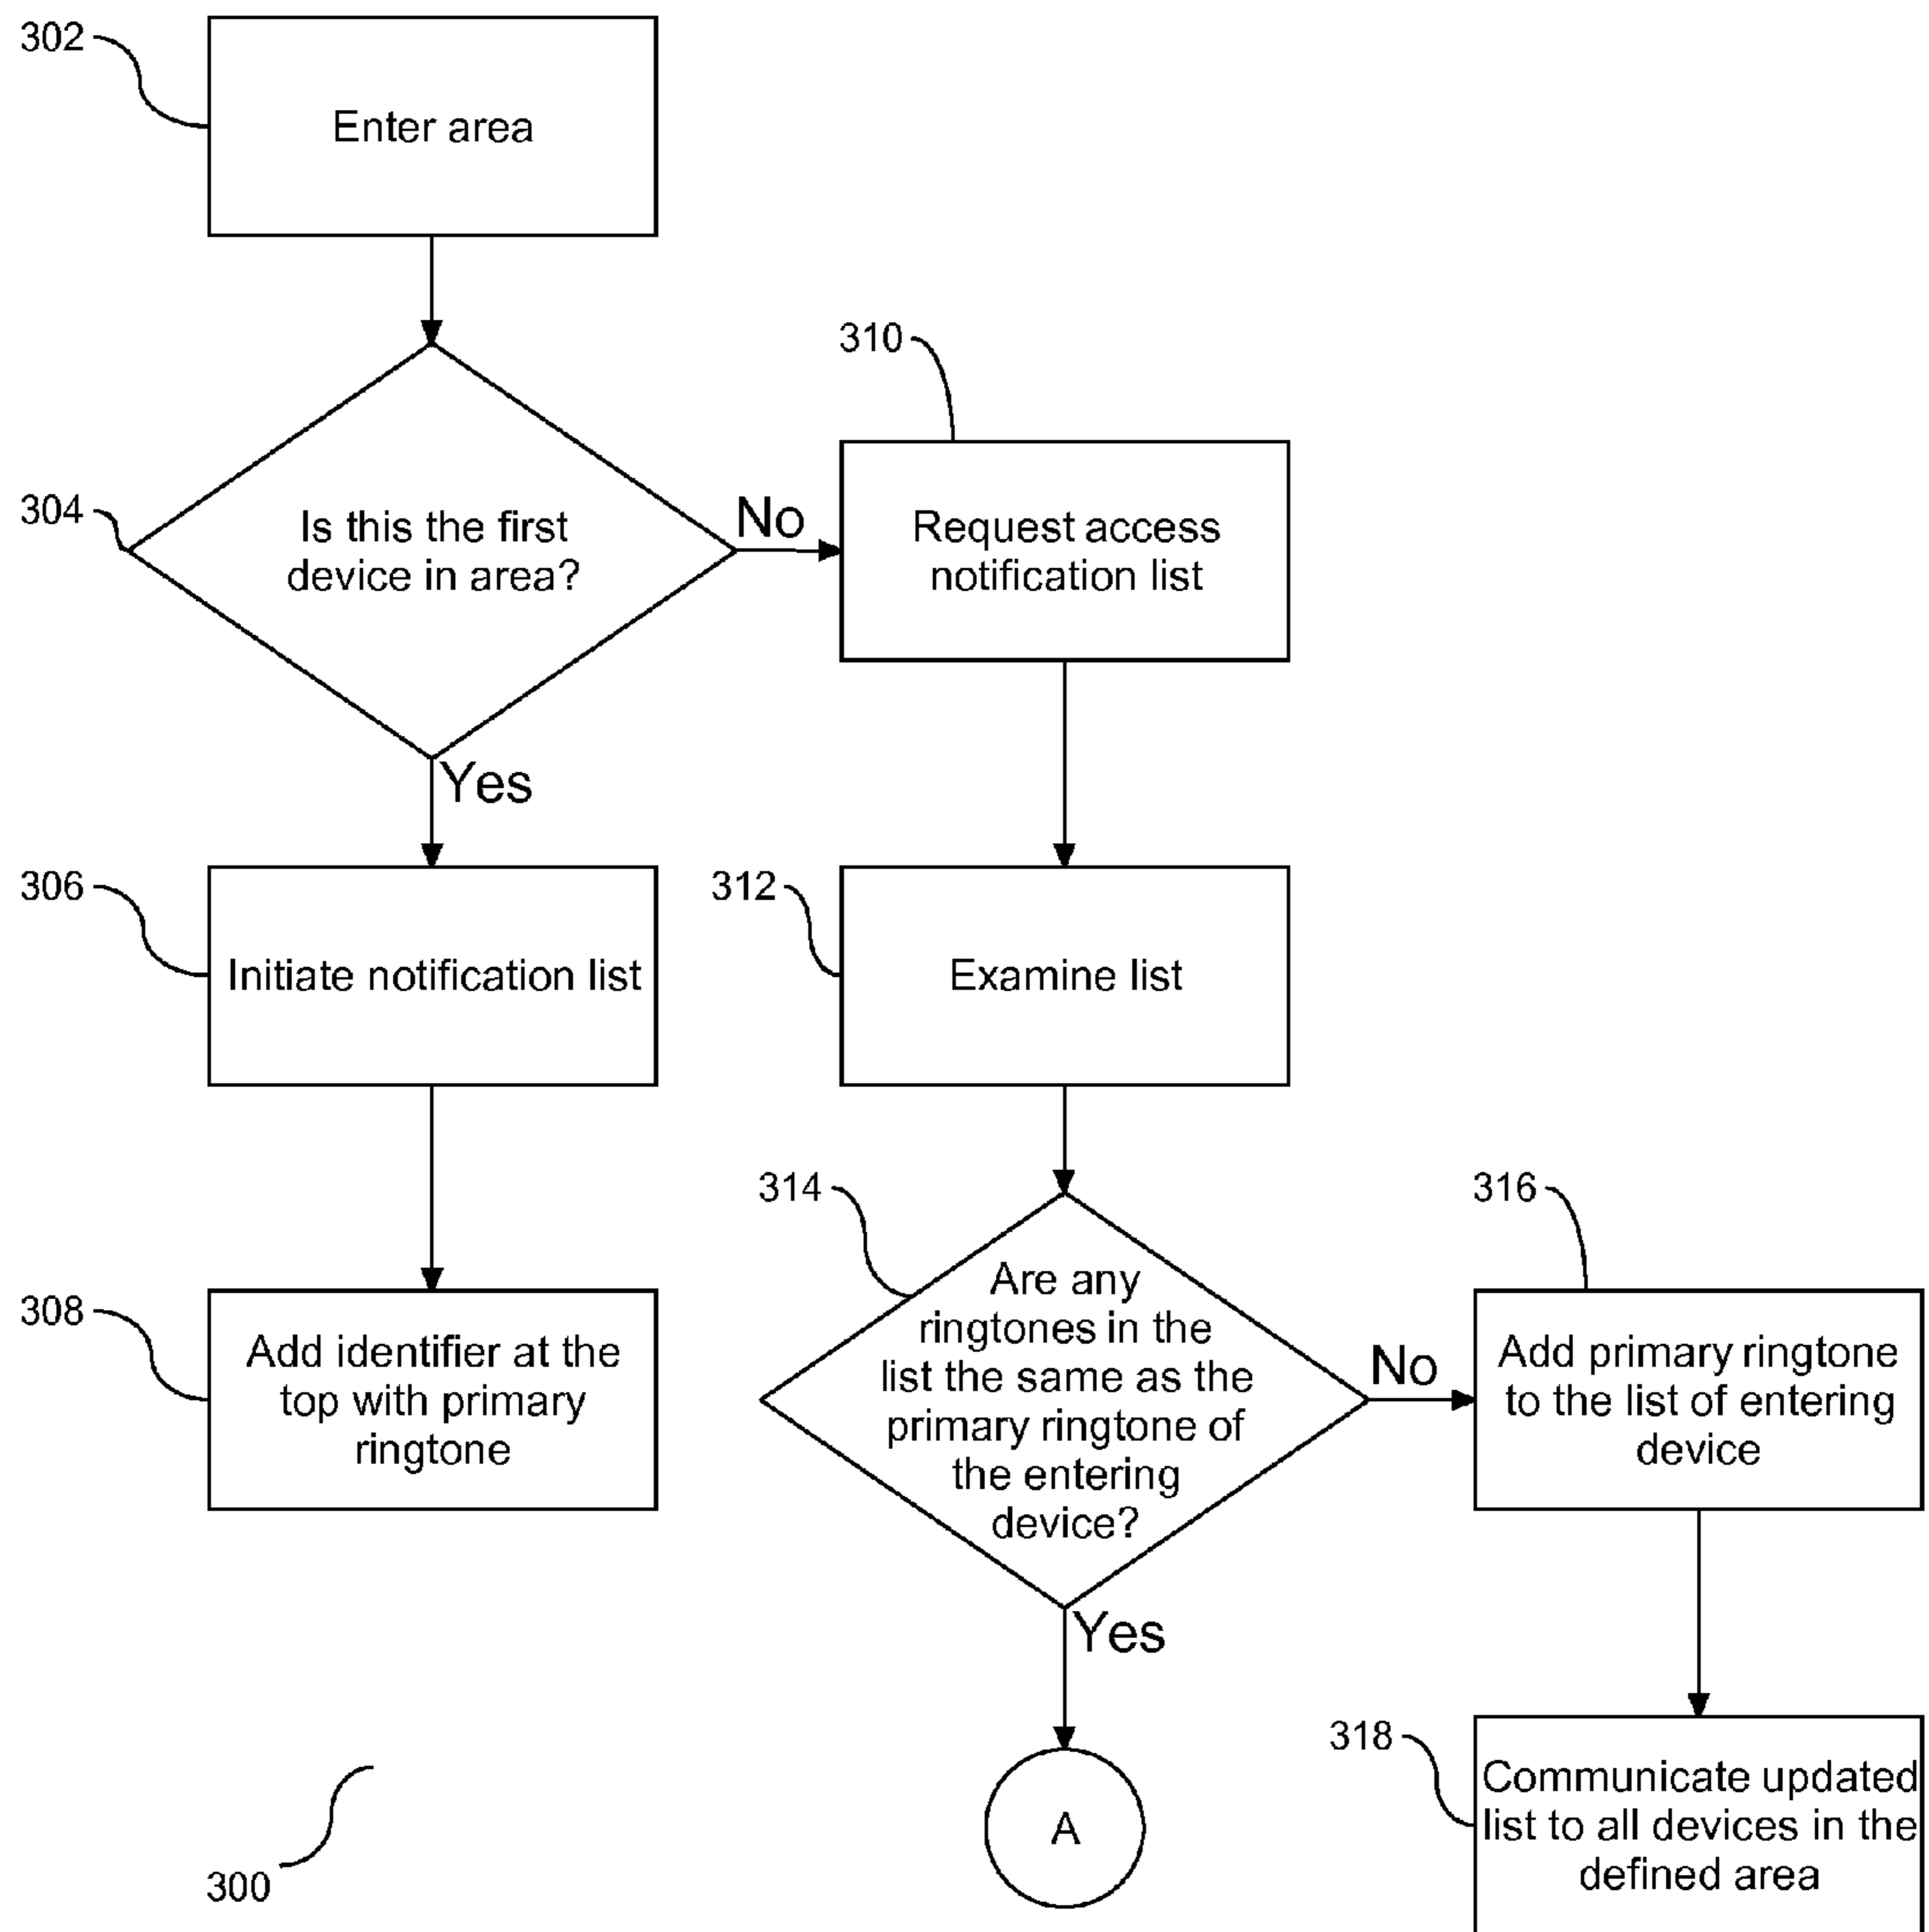 302
Enter area
310
304
Is this the first
device in area?
No
Request access
notification list
Yes
306
Initiate notification list
312
Examine list
308
Add identifier at the
top with primary
ringtone
314
Are any
ringtones in the
list the same as the
primary ringtone of
the entering
device?
No
316
Add primary ringtone
to the list of entering
device
Yes
A
318
Communicate updated
list to all devices in the
defined area
300